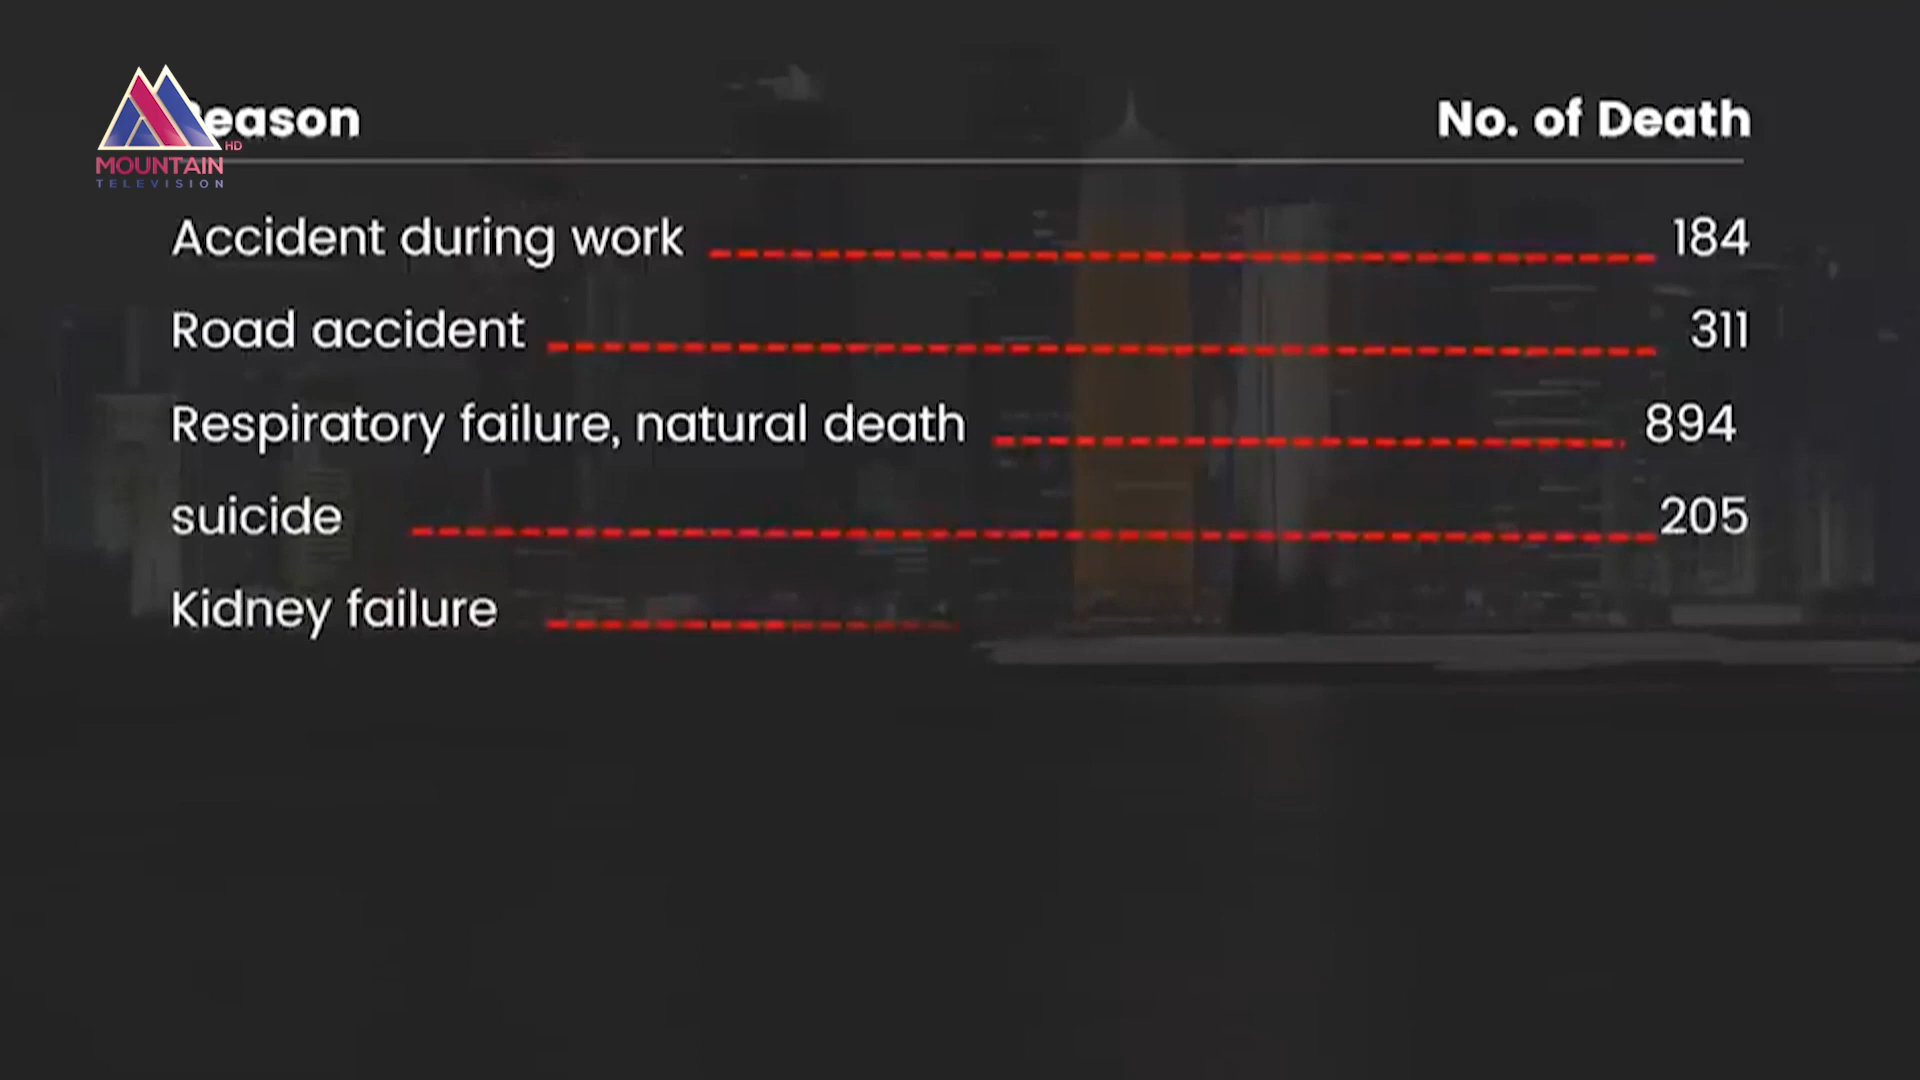 Reason No. of Death
MOUNTAIN HD
TELEVISION
Accident during work 184
Road accident 311
Respiratory failure, natural death 894
suicide 205
Kidney failure